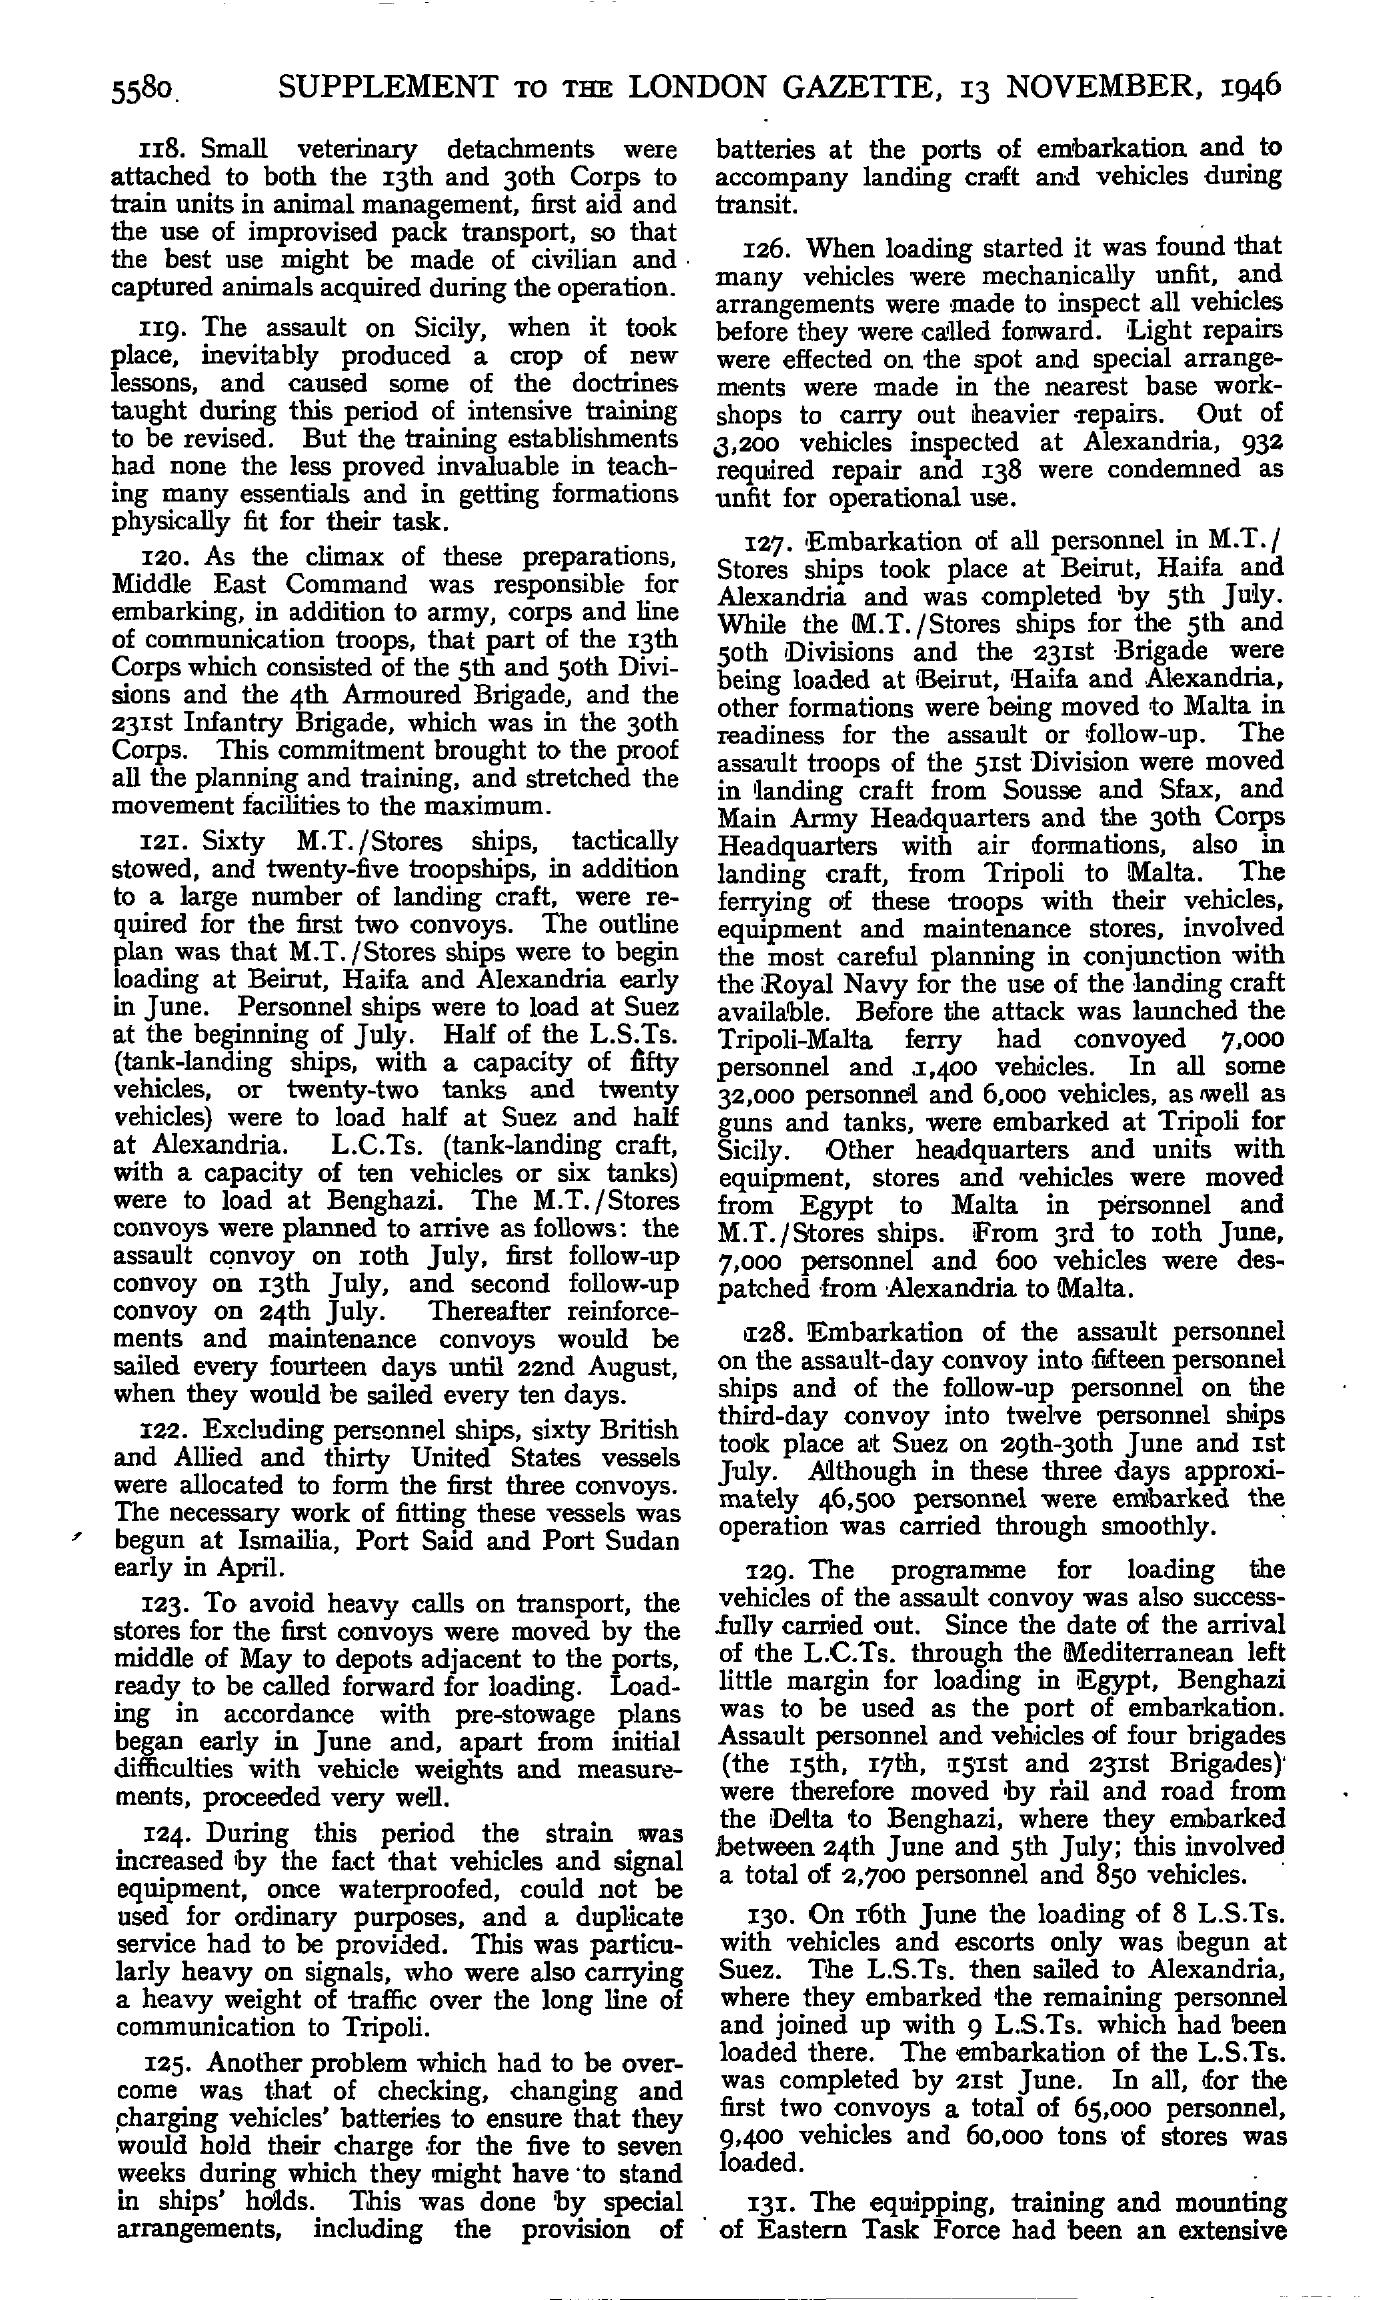 5580 SUPPLEMENT TO THE LONDON GAZETTE, 13 NOVEMBER, 1946
118. Small veterinary detachments were
attached to both the 13th and 30th Corps to
train units in animal management, first aid and
the use of improvised pack transport, so that
the best use might be made of civilian and
captured animals acquired during the operation.
119. The assault on Sicily, when it took
place, inevitably produced a crop of new
lessons, and caused some of the doctrines
taught during this period of intensive training
to be revised. But the training establishments
had none the less proved invaluable in teach-
ing many essentials and in getting formations
physically fit for their task.
120. As the climax of these preparations,
Middle East Command was responsible for
embarking, in addition to army, corps and line
of communication troops, that part of the 13th
Corps which consisted of the 5th and 50th Divi-
sions and the 4th Armoured Brigade, and the
231st Infantry Brigade, which was in the 30th
Corps. This commitment brought to the proof
all the planning and training, and stretched the
movement facilities to the maximum.
121. Sixty M.T./Stores ships, tactically
stowed, and twenty-five troopships, in addition
to a large number of landing craft, were re-
quired for the first two convoys. The outline
plan was that M.T./Stores ships were to begin
loading at Beirut, Haifa and Alexandria early
in June. Personnel ships were to load at Suez
at the beginning of July. Half of the L.S.Ts.
(tank-landing ships, with a capacity of fifty
vehicles, or twenty-two tanks and twenty
vehicles) were to load half at Suez and half
at Alexandria. L.C.Ts. (tank-landing craft,
with a capacity of ten vehicles or six tanks)
were to load at Benghazi. The M.T./Stores
convoys were planned to arrive as follows: the
assault convoy on 10th July, first follow-up
convoy on 13th July, and second follow-up
convoy on 24th July. Thereafter reinforce-
ments and maintenance convoys would be
sailed every fourteen days until 22nd August,
when they would be sailed every ten days.
122. Excluding personnel ships, sixty British
and Allied and thirty United States vessels
were allocated to form the first three convoys.
The necessary work of fitting these vessels was
begun at Ismailia, Port Said and Port Sudan
early in April.
123. To avoid heavy calls on transport, the
stores for the first convoys were moved by the
middle of May to depots adjacent to the ports,
ready to be called forward for loading. Load-
ing in accordance with pre-stowage plans
began early in June and, apart from initial
difficulties with vehicle weights and measure-
ments, proceeded very well.
124. During this period the strain was
increased by the fact that vehicles and signal
equipment, once waterproofed, could not be
used for ordinary purposes, and a duplicate
service had to be provided. This was particu-
larly heavy on signals, who were also carrying
a heavy weight of traffic over the long line of
communication to Tripoli.
125. Another problem which had to be over-
come was that of checking, changing and
charging vehicles' batteries to ensure that they
would hold their charge for the five to seven
weeks during which they might have to stand
in ships' holds. This was done by special
arrangements, including the provision of
batteries at the ports of embarkation and to
accompany landing craft and vehicles during
transit.
126. When loading started it was found that
many vehicles were mechanically unfit, and
arrangements were made to inspect all vehicles
before they were called forward. Light repairs
were effected on the spot and special arrange-
ments were made in the nearest base work-
shops to carry out heavier repairs. Out of
3,200 vehicles inspected at Alexandria, 932
required repair and 138 were condemned as
unfit for operational use.
127. Embarkation of all personnel in M.T./
Stores ships took place at Beirut, Haifa and
Alexandria and was completed by 5th July.
While the M.T./Stores ships for the 5th and
50th Divisions and the 231st Brigade were
being loaded at Beirut, Haifa and Alexandria,
other formations were being moved to Malta in
readiness for the assault or follow-up. The
assault troops of the 51st Division were moved
in landing craft from Sousse and Sfax, and
Main Army Headquarters and the 30th Corps
Headquarters with air formations, also in
landing craft, from Tripoli to Malta. The
ferrying of these troops with their vehicles,
equipment and maintenance stores, involved
the most careful planning in conjunction with
the Royal Navy for the use of the landing craft
available. Before the attack was launched the
Tripoli-Malta ferry had convoyed 7,000
personnel and 1,400 vehicles. In all some
32,000 personnel and 6,000 vehicles, as well as
guns and tanks, were embarked at Tripoli for
Sicily. Other headquarters and units with
equipment, stores and vehicles were moved
from Egypt to Malta in personnel and
M.T./Stores ships. From 3rd to 10th June,
7,000 personnel and 600 vehicles were des-
patched from Alexandria to Malta.
128. Embarkation of the assault personnel
on the assault-day convoy into fifteen personnel
ships and of the follow-up personnel on the
third-day convoy into twelve personnel ships
took place at Suez on 29th-30th June and 1st
July. Although in these three days approxi-
mately 46,500 personnel were embarked the
operation was carried through smoothly.
129. The programme for loading the
vehicles of the assault convoy was also success-
fully carried out. Since the date of the arrival
of the L.C.Ts. through the Mediterranean left
little margin for loading in Egypt, Benghazi
was to be used as the port of embarkation.
Assault personnel and vehicles of four brigades
(the 15th, 17th, 151st and 231st Brigades)
were therefore moved by rail and road from
the Delta to Benghazi, where they embarked
between 24th June and 5th July; this involved
a total of 2,700 personnel and 850 vehicles.
130. On 16th June the loading of 8 L.S.Ts.
with vehicles and escorts only was begun at
Suez. The L.S.Ts. then sailed to Alexandria,
where they embarked the remaining personnel
and joined up with 9 L.S.Ts. which had been
loaded there. The embarkation of the L.S.Ts.
was completed by 21st June. In all, for the
first two convoys a total of 65,000 personnel,
9,400 vehicles and 60,000 tons of stores was
loaded.
131. The equipping, training and mounting
of Eastern Task Force had been an extensive